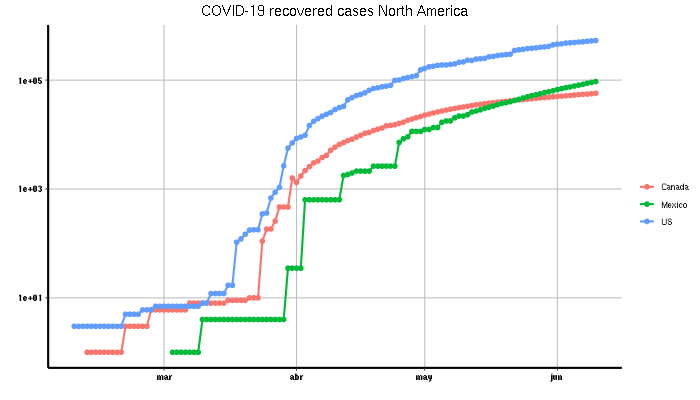 COVID-19 recovered cases North America
1e+05
1e+03
1e+01
mar
abr
may
jun
Canada
Mexico
US